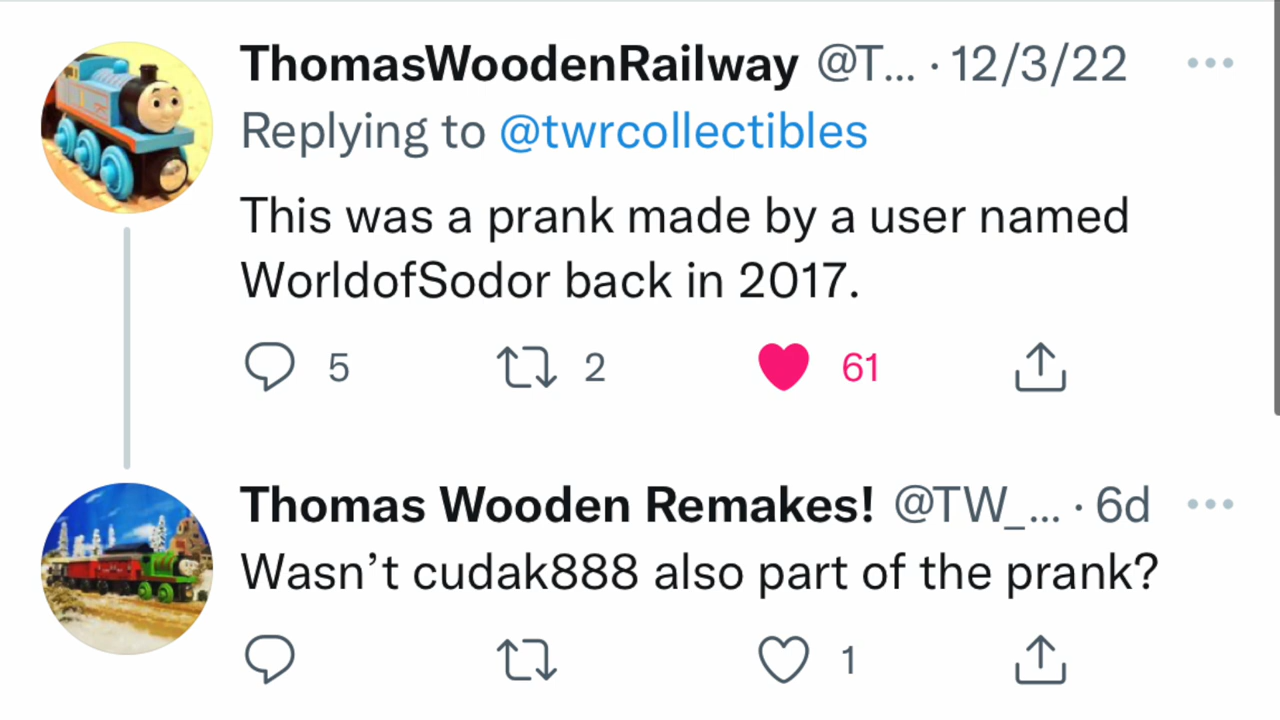 ThomasWoodenRailway @T... · 12/3/22
Replying to @twrcollectibles
This was a prank made by a user named
WorldofSodor back in 2017.
5 2 61
Thomas Wooden Remakes! @TW_... · 6d
Wasn't cudak888 also part of the prank?
1